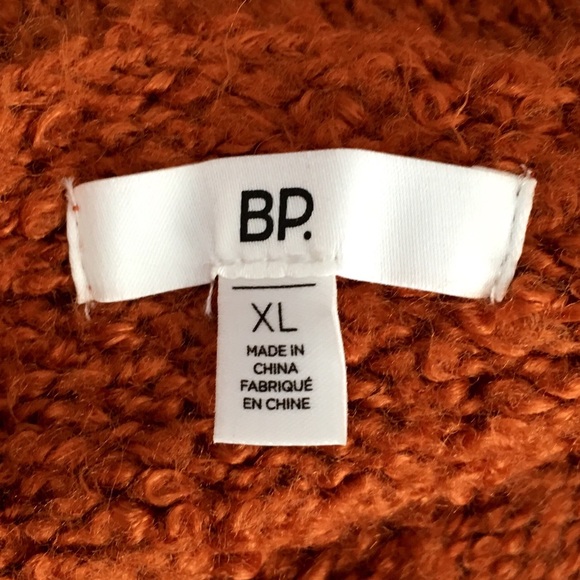 BP.
XL
MADE IN
CHINA
FABRIQUÉ
EN CHINE